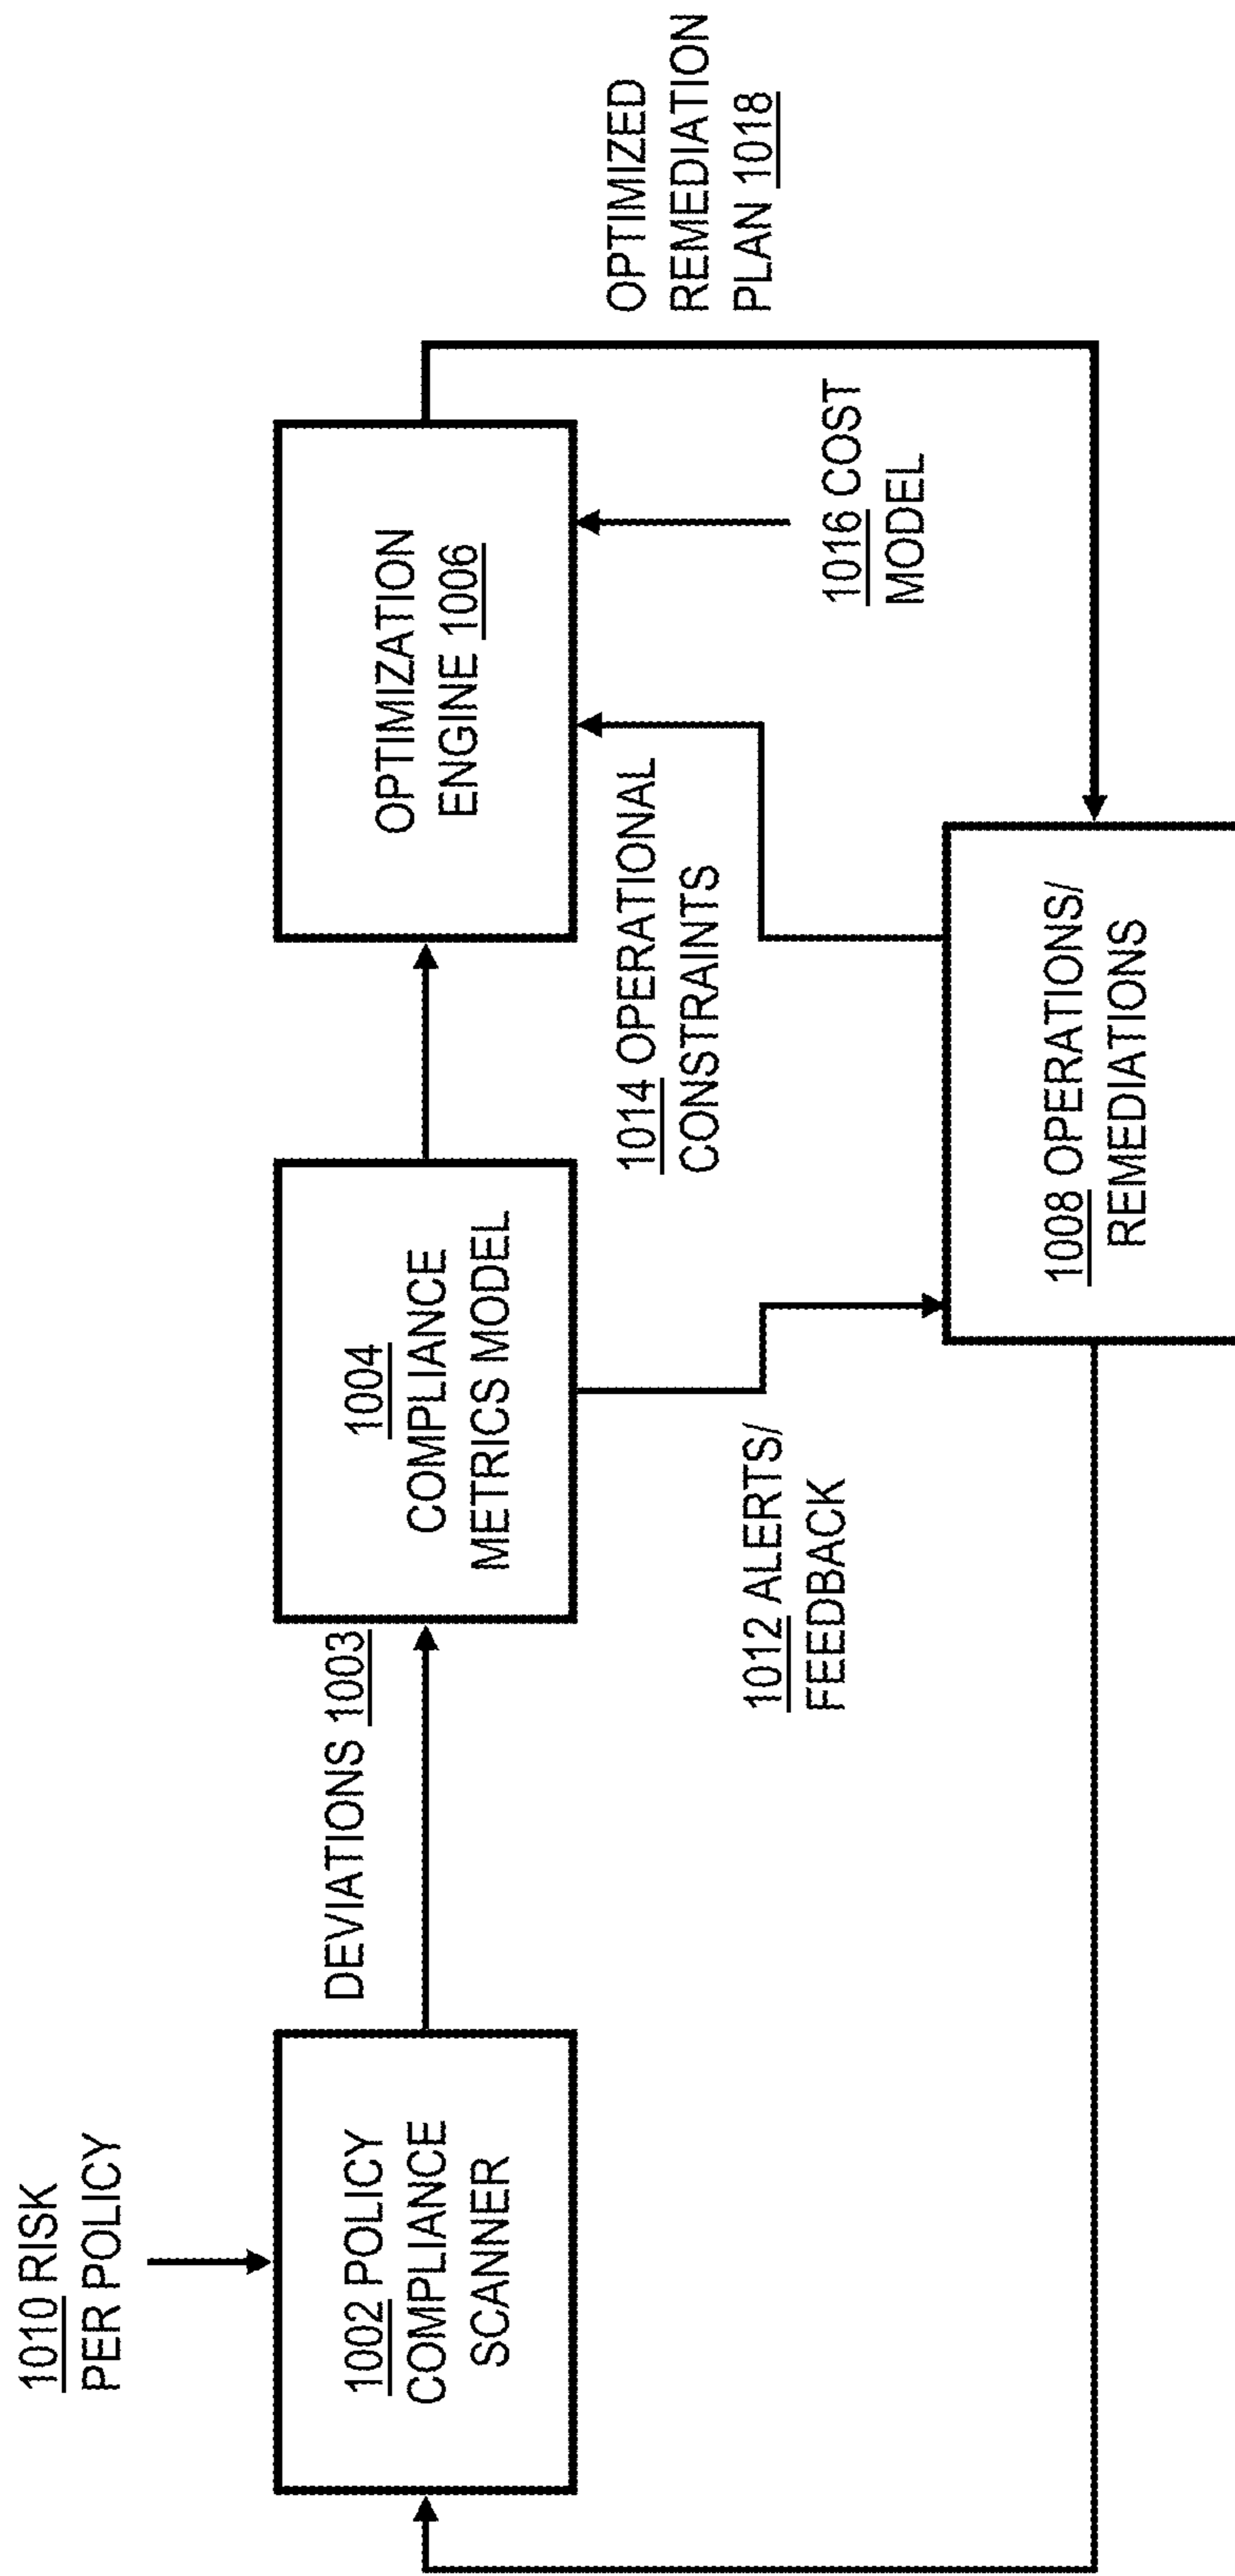 1010 RISK
PER POLICY
1002 POLICY
COMPLIANCE
SCANNER
DEVIATIONS 1003
1004
COMPLIANCE
METRICS MODEL
OPTIMIZATION
ENGINE 1006
1012 ALERTS/
FEEDBACK
1014 OPERATIONAL
CONSTRAINTS
1016 COST
MODEL
OPTIMIZED
REMEDIATION
PLAN 1018
1008 OPERATIONS/
REMEDIATIONS